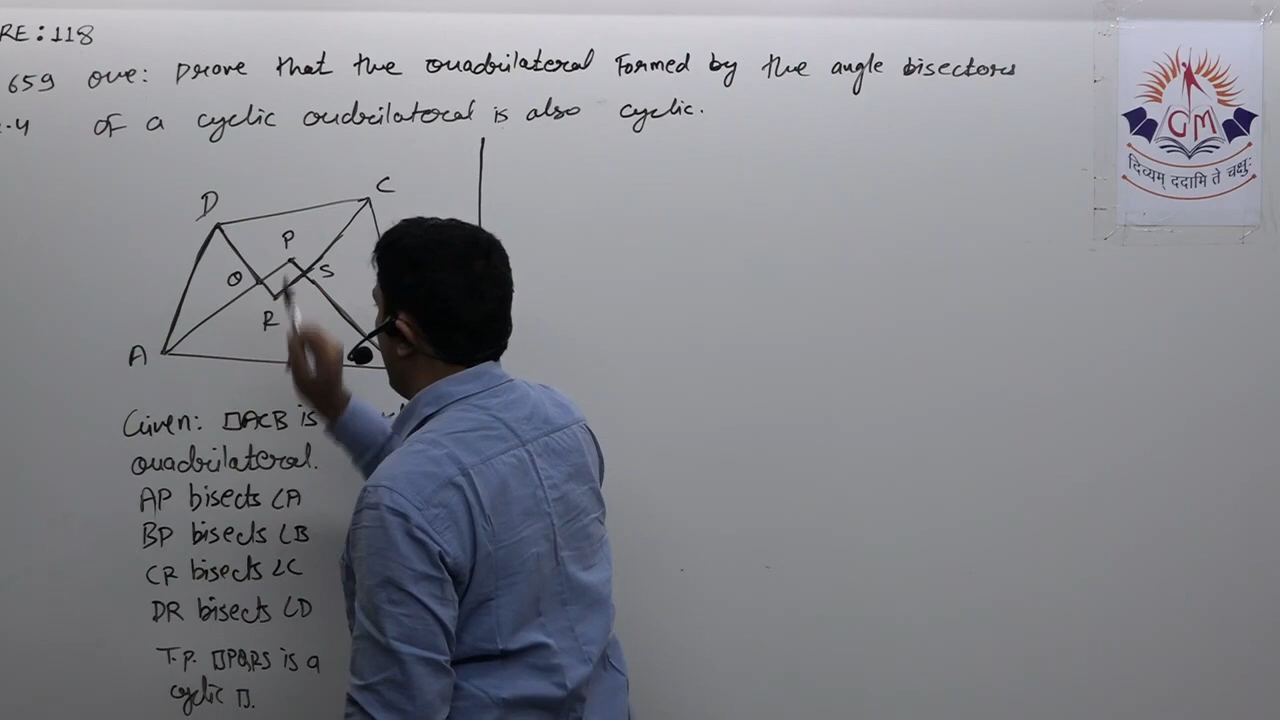 RE:118
659 Que: Prove that the Quadrilateral Formed by the angle bisectors
.4 of a cyclic Qudrilateral is also cyclic.
D
C
P
Q
S
R
A
GM
दिव्यम् ददामि ते चक्षुः
Given: □ACB is
Quadrilateral.
AP bisects ∠A
BP bisects ∠B
CR bisects ∠C
DR bisects ∠D
T.P. □PQRS is a
cyclic □.